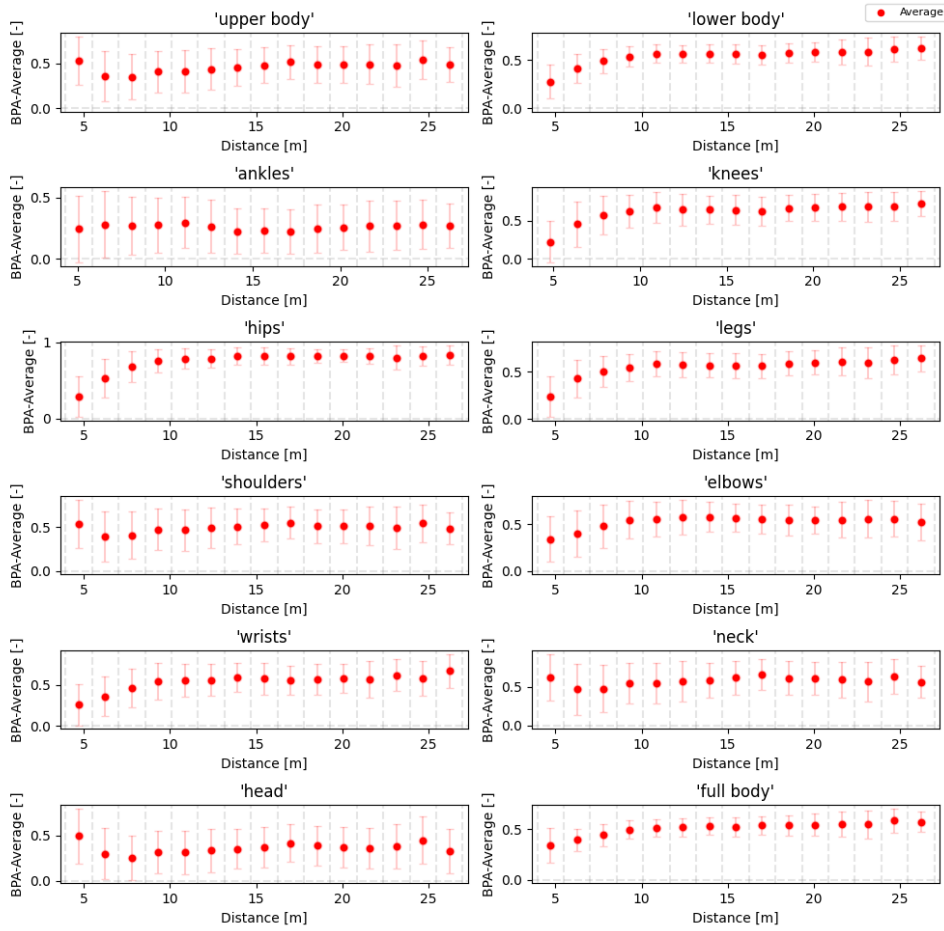 'upper body'
BPA-Average [-]
0.5
0.0
5 10 15 20 25
Distance [m]
'lower body'
Average
BPA-Average [-]
0.5
0.0
5 10 15 20 25
Distance [m]
'ankles'
BPA-Average [-]
0.5
0.0
5 10 15 20 25
Distance [m]
'knees'
BPA-Average [-]
0.5
0.0
5 10 15 20 25
Distance [m]
'hips'
BPA-Average [-]
1
0
5 10 15 20 25
Distance [m]
'legs'
BPA-Average [-]
0.5
0.0
5 10 15 20 25
Distance [m]
'shoulders'
BPA-Average [-]
0.5
0.0
5 10 15 20 25
Distance [m]
'elbows'
BPA-Average [-]
0.5
0.0
5 10 15 20 25
Distance [m]
'wrists'
BPA-Average [-]
0.5
0.0
5 10 15 20 25
Distance [m]
'neck'
BPA-Average [-]
0.5
0.0
5 10 15 20 25
Distance [m]
'head'
BPA-Average [-]
0.5
0.0
5 10 15 20 25
Distance [m]
'full body'
BPA-Average [-]
0.5
0.0
5 10 15 20 25
Distance [m]